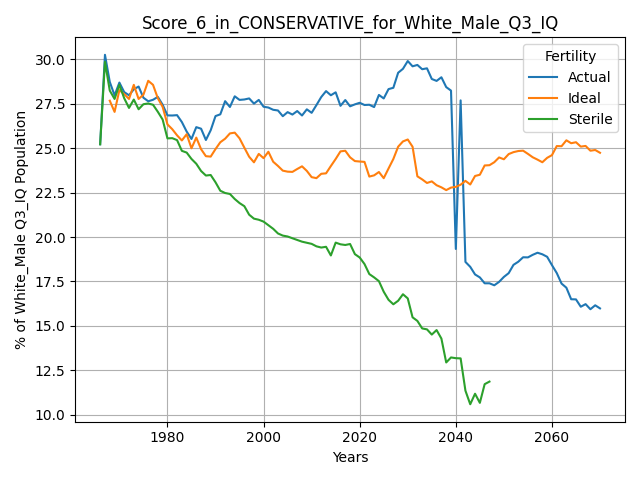 Score_6_in_CONSERVATIVE_for_White_Male_Q3_IQ
Fertility
Actual
Ideal
Sterile
% of White_Male Q3_IQ Population
30.0
27.5
25.0
22.5
20.0
17.5
15.0
12.5
10.0
1980
2000
2020
2040
2060
Years